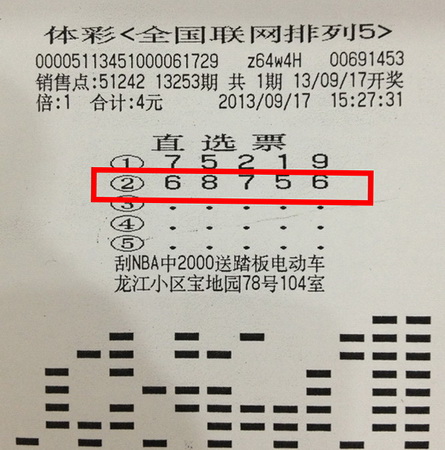 体彩<全国联网排列5>
00005113451000061729 z64w4H 00691453
销售点:51242 13253期 共 1期 13/09/17开奖
倍:1 合计:4元 2013/09/17 15:27:31
直选票
① 7 5 2 1 9
② 6 8 7 5 6
③ . . . . .
④ . . . . .
⑤ . . . . .
刮NBA中2000送踏板电动车
龙江小区宝地园78号104室